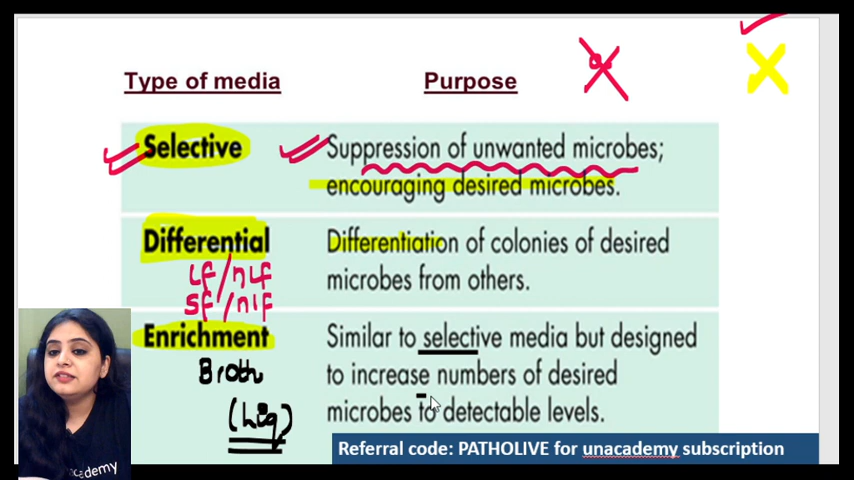 Type of media Purpose
Selective Suppression of unwanted microbes;
encouraging desired microbes.
Differential Differentiation of colonies of desired
LF/NLF microbes from others.
SF/NSF
Enrichment Similar to selective media but designed
Broth to increase numbers of desired
(Liq) microbes to detectable levels.
Referral code: PATHOLIVE for unacademy subscription